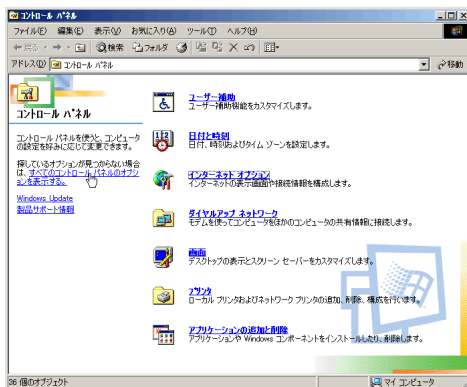 コントロール パネル
ファイル(F) 編集(E) 表示(V) お気に入り(A) ツール(T) ヘルプ(H)
戻る 検索 フォルダ
アドレス(D) コントロール パネル 移動
コントロール パネル
コントロール パネルを使うと、コンピュータ
の設定を好みに応じて変更できます。
探しているオプションが見つからない場合
は、すべてのコントロール パネルのオプシ
ョンを表示する。
Windows Update
製品サポート情報
ユーザー補助
ユーザー補助機能をカスタマイズします。
日付と時刻
日付、時刻およびタイム ゾーンを設定します。
インターネット オプション
インターネットの表示画面や接続情報を構成します。
ダイヤルアップ ネットワーク
モデムを使ってコンピュータをほかのコンピュータの共有情報に接続します。
画面
デスクトップの表示とスクリーン セーバーをカスタマイズします。
プリンタ
ローカル プリンタおよびネットワーク プリンタの追加、削除、構成を行います。
アプリケーションの追加と削除
アプリケーションや Windows コンポーネントをインストールしたり、削除します。
36 個のオブジェクト マイ コンピュータ